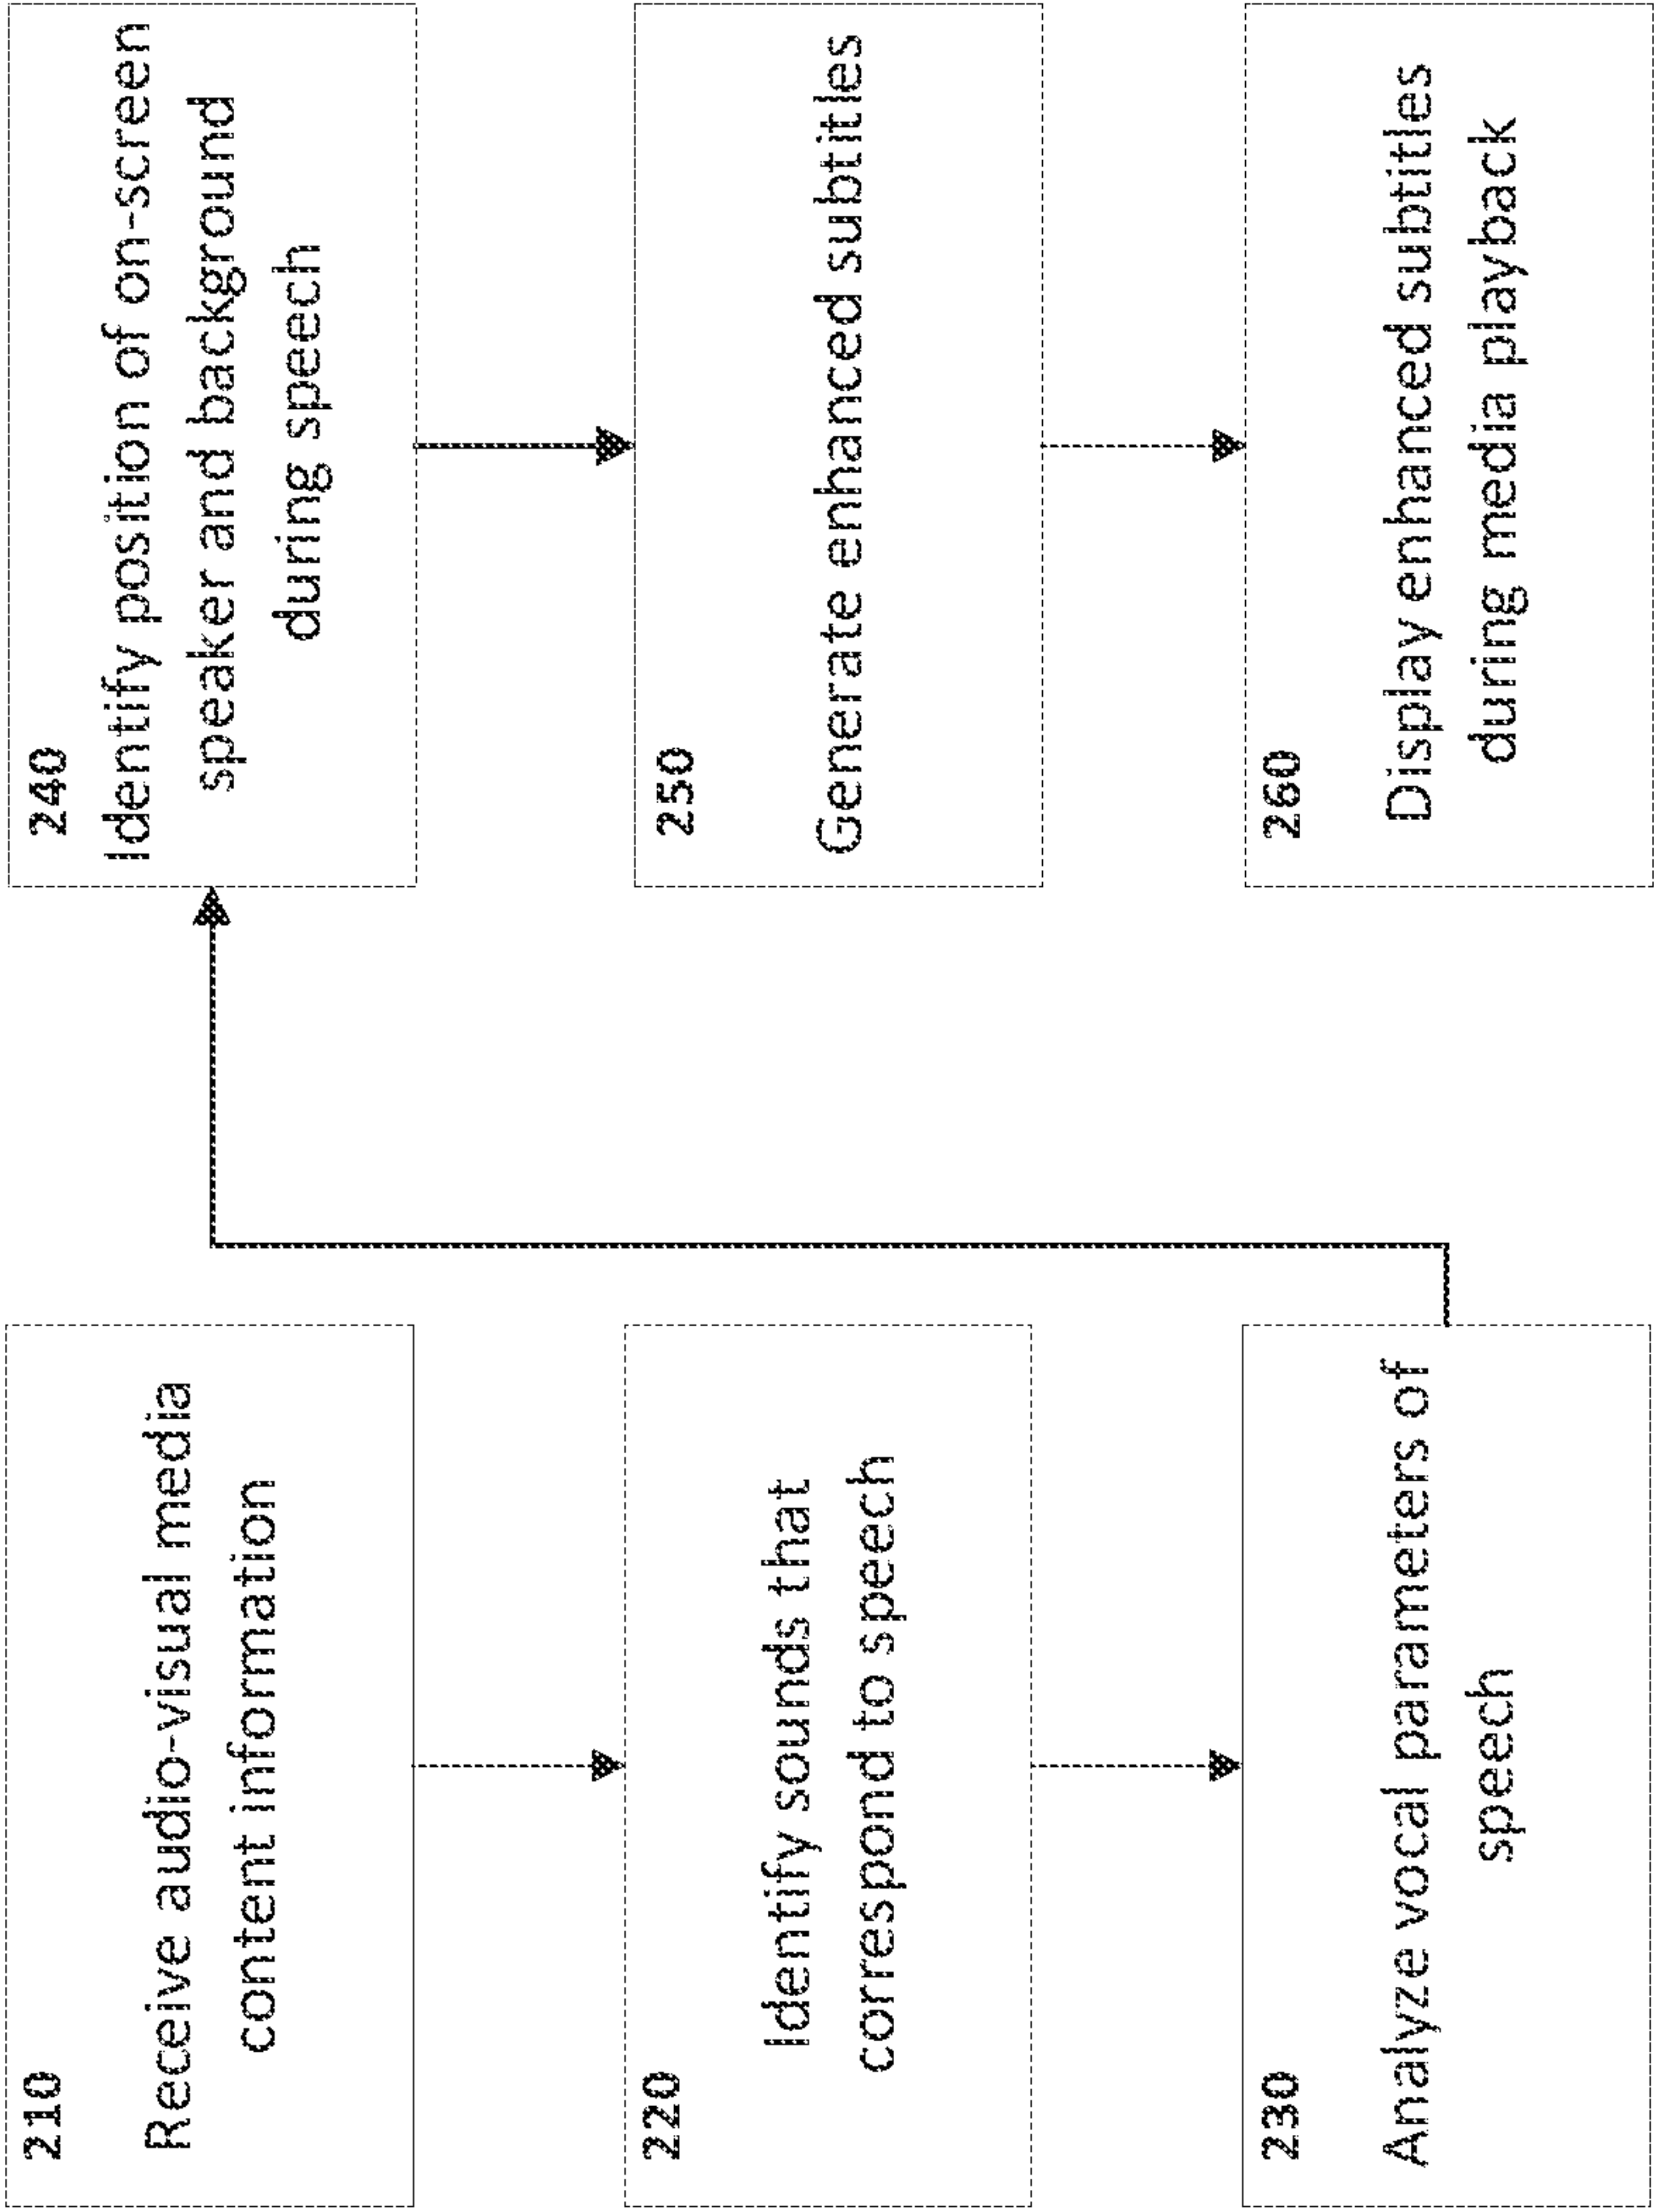 210
Receive audio-visual media
content information
220
Identify sounds that
correspond to speech
230
Analyze vocal parameters of
speech
240
Identify position of on-screen
speaker and background
during speech
250
Generate enhanced subtitles
260
Display enhanced subtitles
during media playback